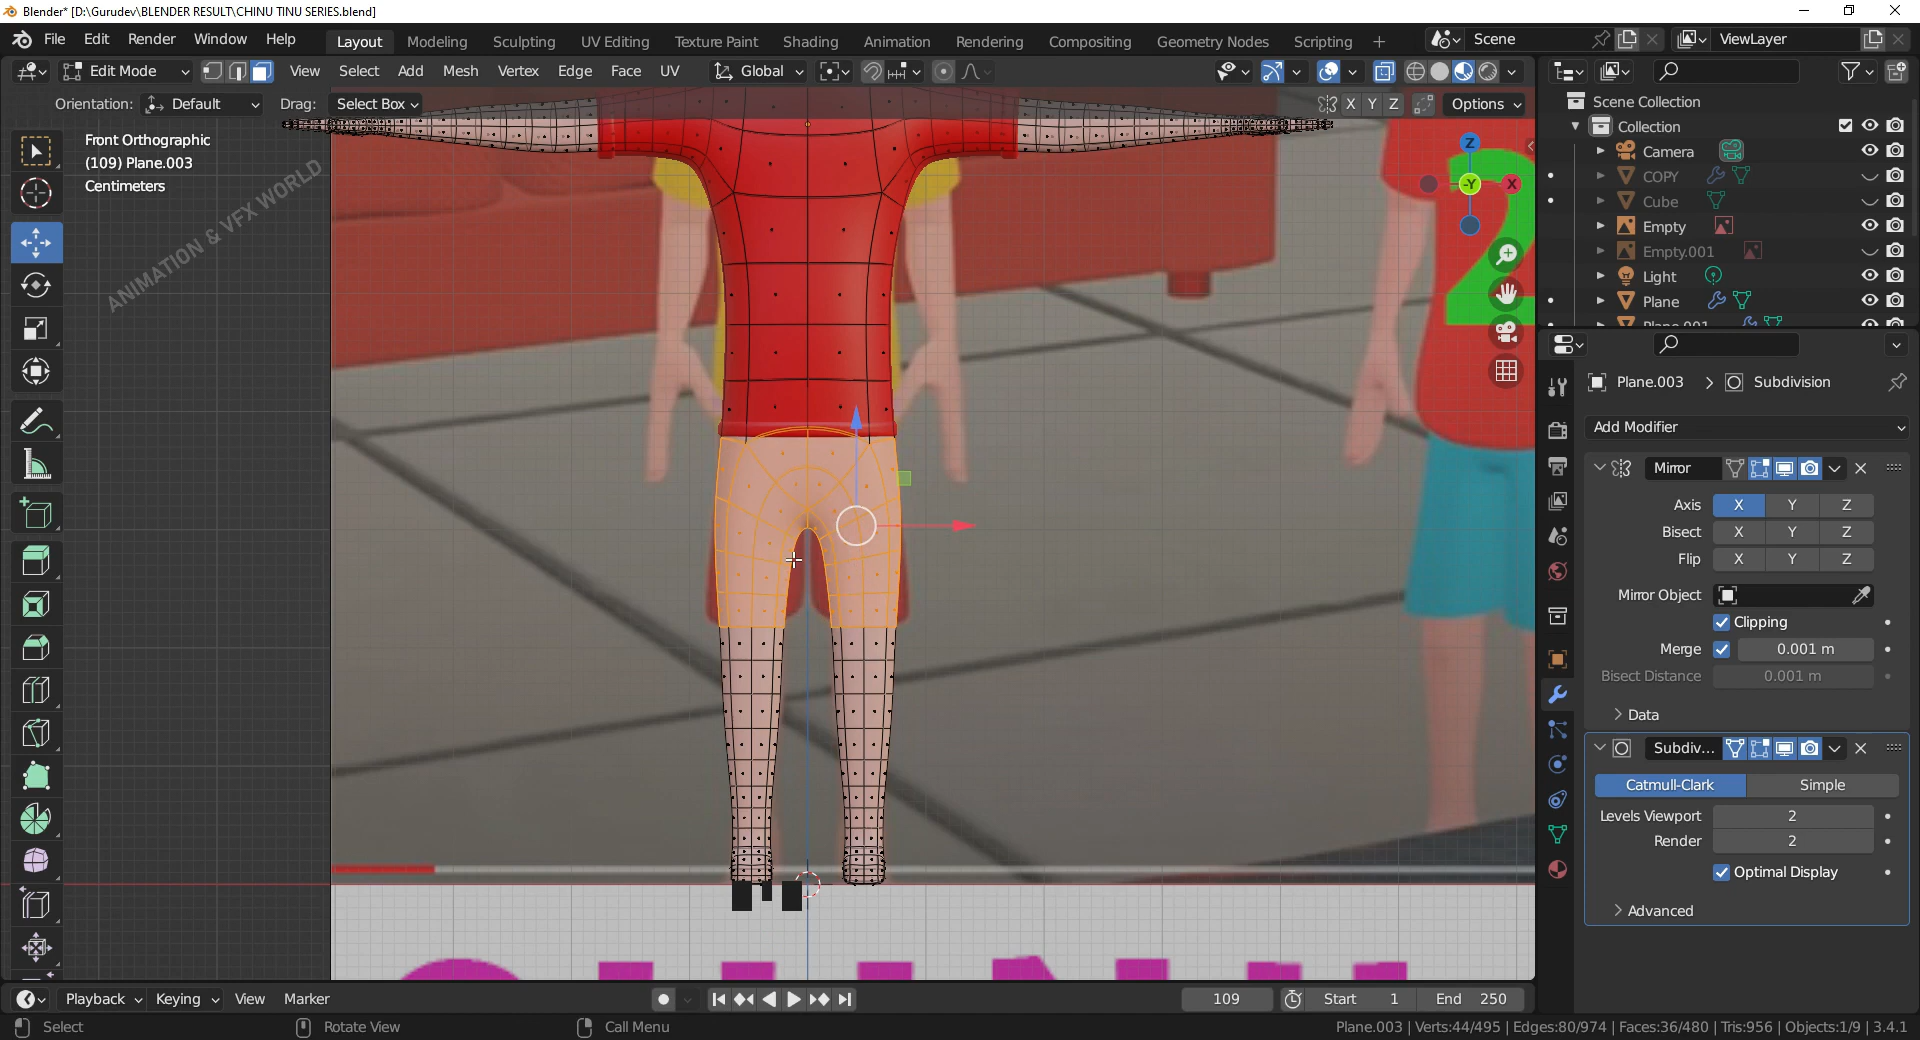 Blender* [D:\Gurudev\BLENDER RESULT\CHINU TINU SERIES.blend]
File Edit Render Window Help Layout Modeling Sculpting UV Editing Texture Paint Shading Animation Rendering Compositing Geometry Nodes Scripting + Scene ViewLayer
Edit Mode View Select Add Mesh Vertex Edge Face UV Global
Orientation: Default Drag: Select Box X Y Z Options
Scene Collection
Collection
Camera
COPY
Cube
Empty
Empty.001
Light
Plane
Plane.001
Front Orthographic
(109) Plane.003
Centimeters
ANIMATION & VFX WORLD
Z
-Y
X
2
Plane.003 > Subdivision
Add Modifier
Mirror
Axis X Y Z
Bisect X Y Z
Flip X Y Z
Mirror Object
Clipping
Merge 0.001 m
Bisect Distance 0.001 m
Data
Subdiv...
Catmull-Clark Simple
Levels Viewport 2
Render 2
Optimal Display
Advanced
Playback Keying View Marker 109 Start 1 End 250
Select Rotate View Call Menu Plane.003 | Verts:44/495 | Edges:80/974 | Faces:36/480 | Tris:956 | Objects:1/9 | 3.4.1